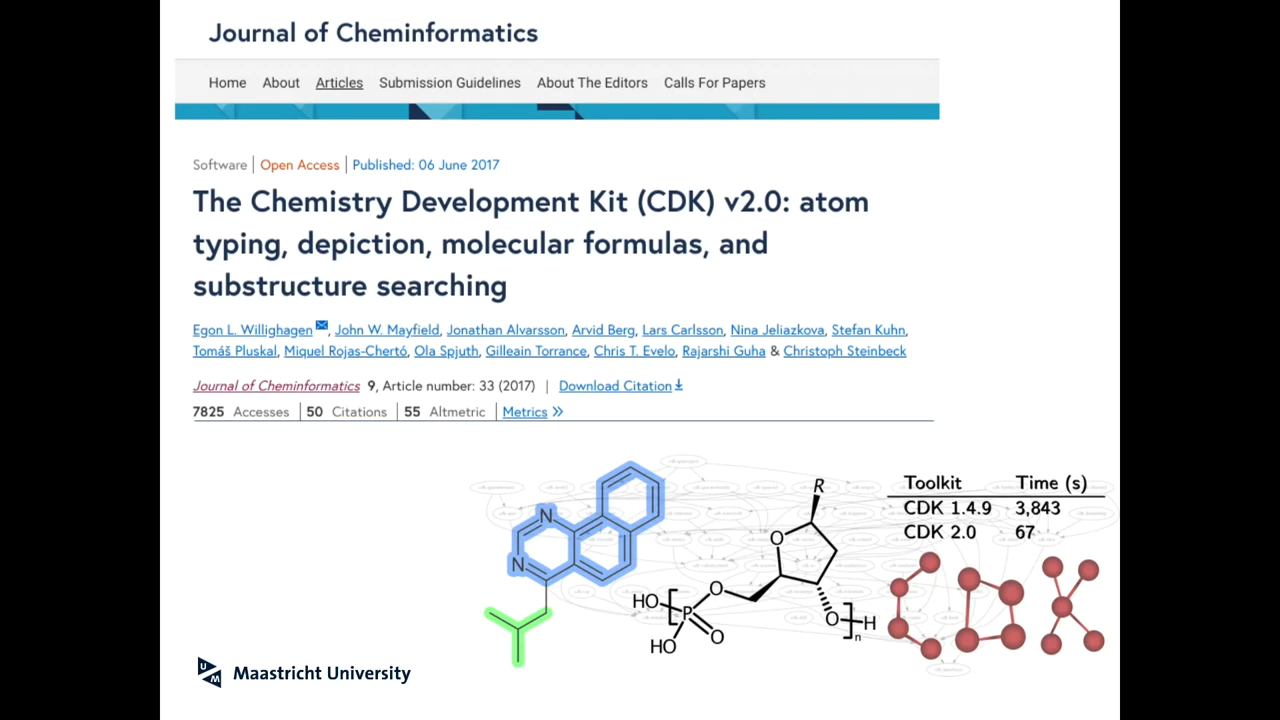 Journal of Cheminformatics
Home About Articles Submission Guidelines About The Editors Calls For Papers
Software | Open Access | Published: 06 June 2017
The Chemistry Development Kit (CDK) v2.0: atom
typing, depiction, molecular formulas, and
substructure searching
Egon L. Willighagen, John W. Mayfield, Jonathan Alvarsson, Arvid Berg, Lars Carlsson, Nina Jeliazkova, Stefan Kuhn,
Tomáš Pluskal, Miquel Rojas-Chertó, Ola Spjuth, Gilleain Torrance, Chris T. Evelo, Rajarshi Guha & Christoph Steinbeck
Journal of Cheminformatics 9, Article number: 33 (2017) | Download Citation
7825 Accesses | 50 Citations | 55 Altmetric | Metrics
Toolkit Time (s)
CDK 1.4.9 3,843
CDK 2.0 67
N
N
R
O
O
HO
P
HO
O
O
H
n
CDK
UM Maastricht University